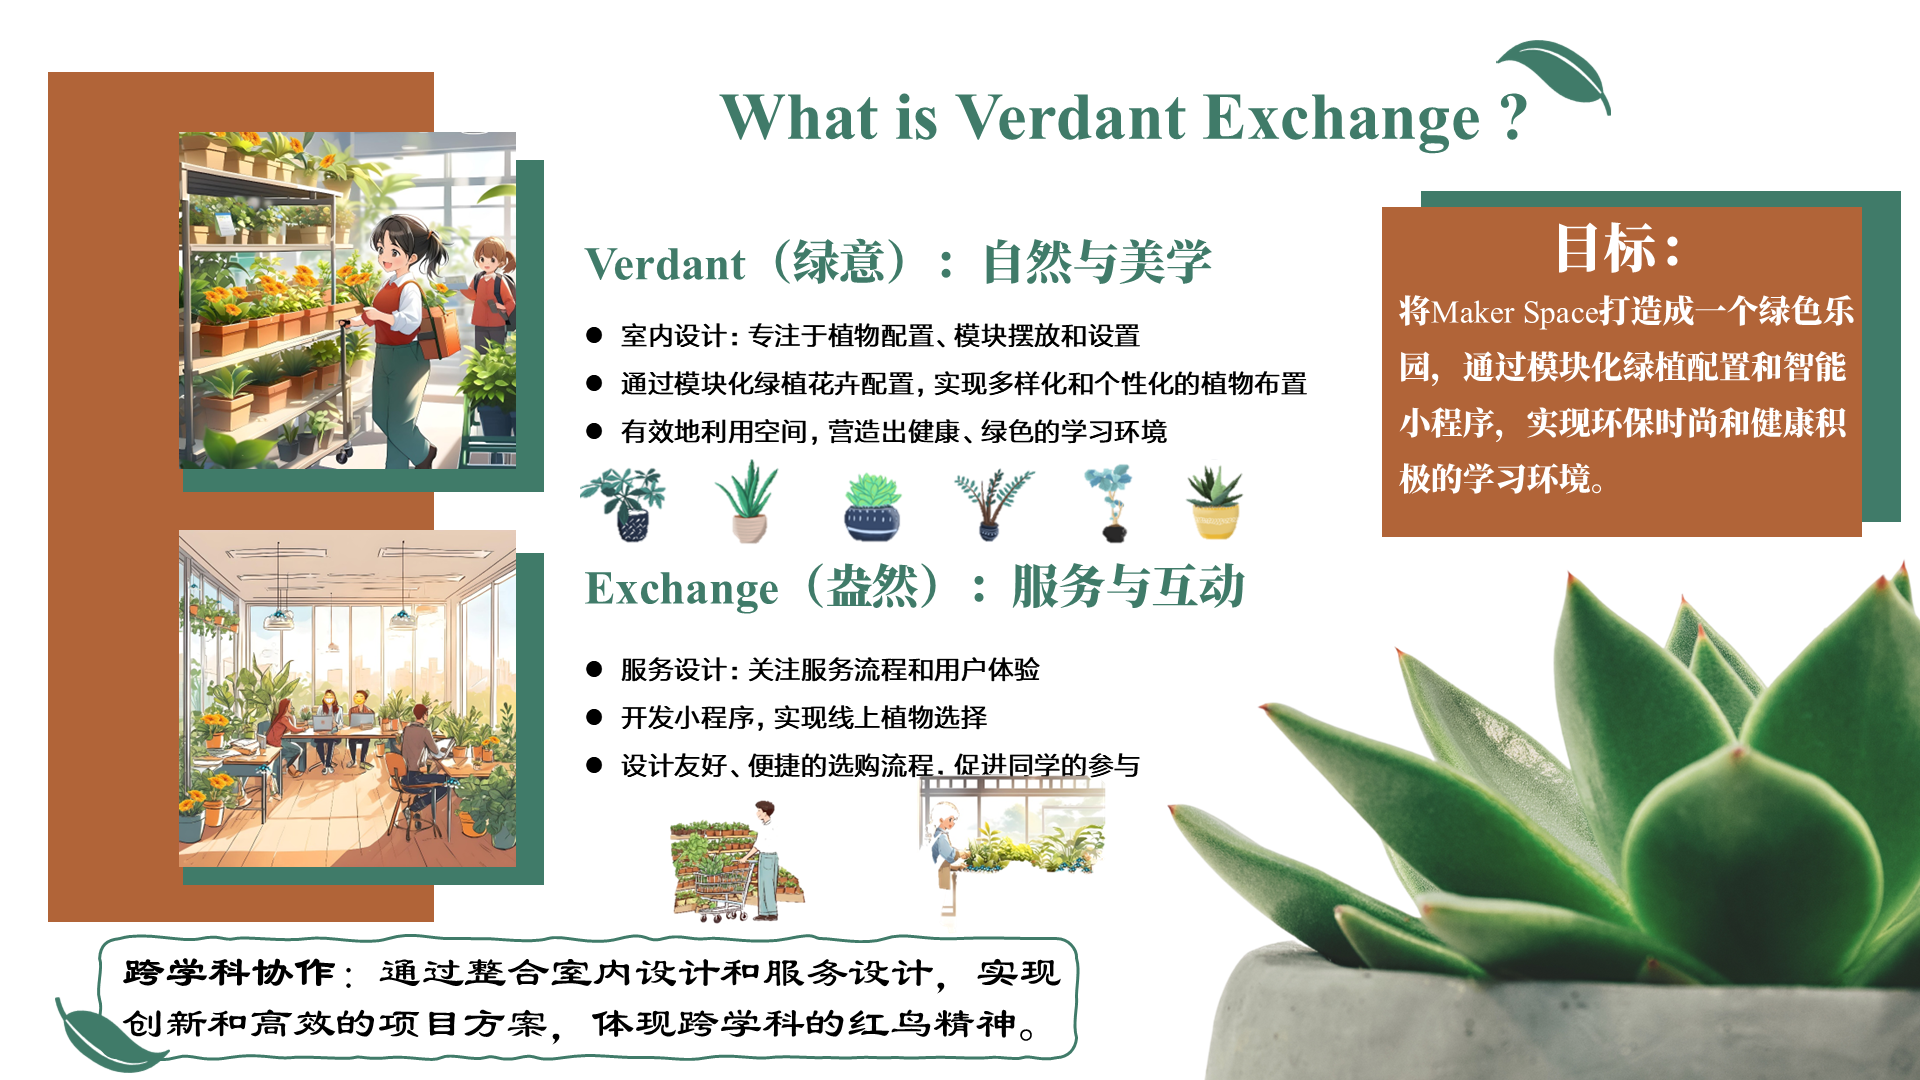 What is Verdant Exchange ?
Verdant（绿意）：自然与美学
● 室内设计：专注于植物配置、模块摆放和设置
● 通过模块化绿植花卉配置，实现多样化和个性化的植物布置
● 有效地利用空间，营造出健康、绿色的学习环境
Exchange（盎然）：服务与互动
● 服务设计：关注服务流程和用户体验
● 开发小程序，实现线上植物选择
● 设计友好、便捷的选购流程，促进同学的参与
目标：
将Maker Space打造成一个绿色乐
园，通过模块化绿植配置和智能
小程序，实现环保时尚和健康积
极的学习环境。
跨学科协作：通过整合室内设计和服务设计，实现
创新和高效的项目方案，体现跨学科的红鸟精神。